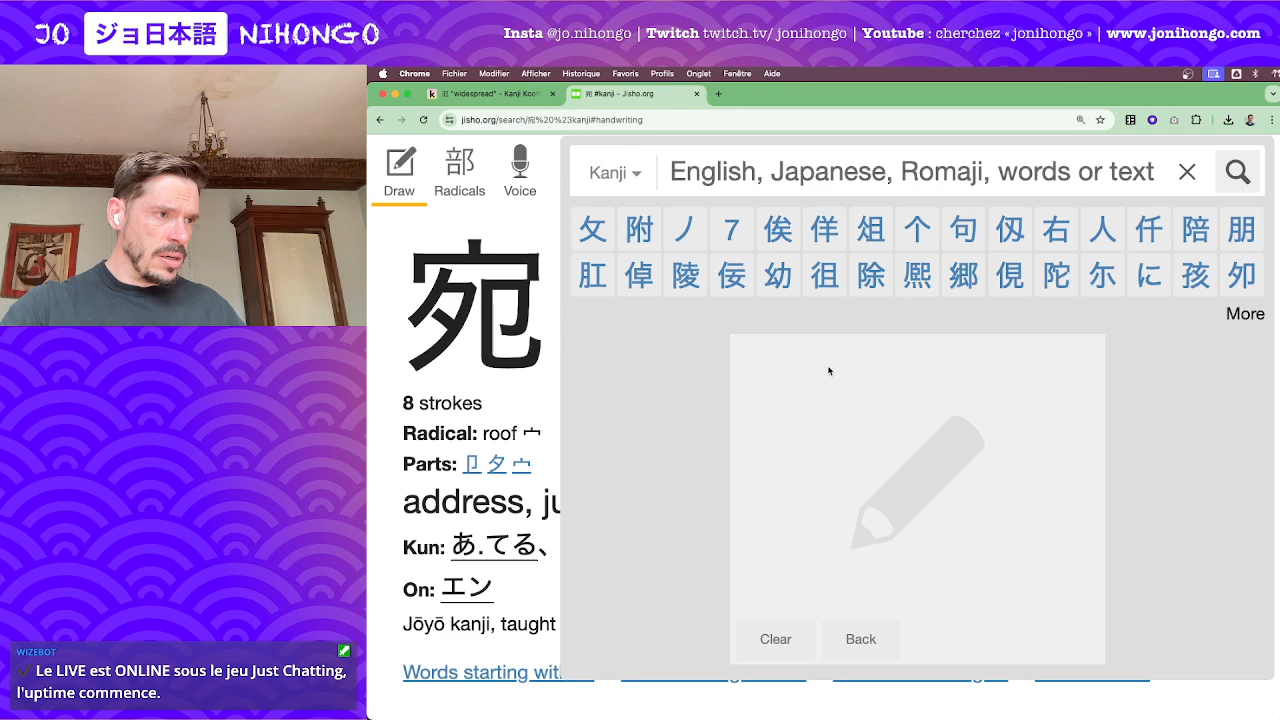 JO ジョ日本語 NIHONGO
Insta @jo.nihongo | Twitch twitch.tv/jonihongo | Youtube : cherchez « jonihongo » | www.jonihongo.com
Chrome Fichier Modifier Afficher Historique Favoris Profils Onglet Fenêtre Aide
"widespread" - Kanji Kooh
宛 #kanji - Jisho.org
jisho.org/search/宛%20%23kanji#handwriting
Draw
部 Radicals
Voice
Kanji
English, Japanese, Romaji, words or text
攵 附 ノ 7 俟 佯 俎 个 句 仭 右 人 仟 陪 朋
肛 倬 陵 佞 幼 徂 除 熈 郷 俔 陀 尓 に 孩 夘
More
宛
8 strokes
Radical: roof 宀
Parts: 卩 夕 宀
address, ju
Kun: あ.てる、
On: エン
Jōyō kanji, taught
Words starting wit
Clear
Back
WIZEBOT
Le LIVE est ONLINE sous le jeu Just Chatting,
l'uptime commence.